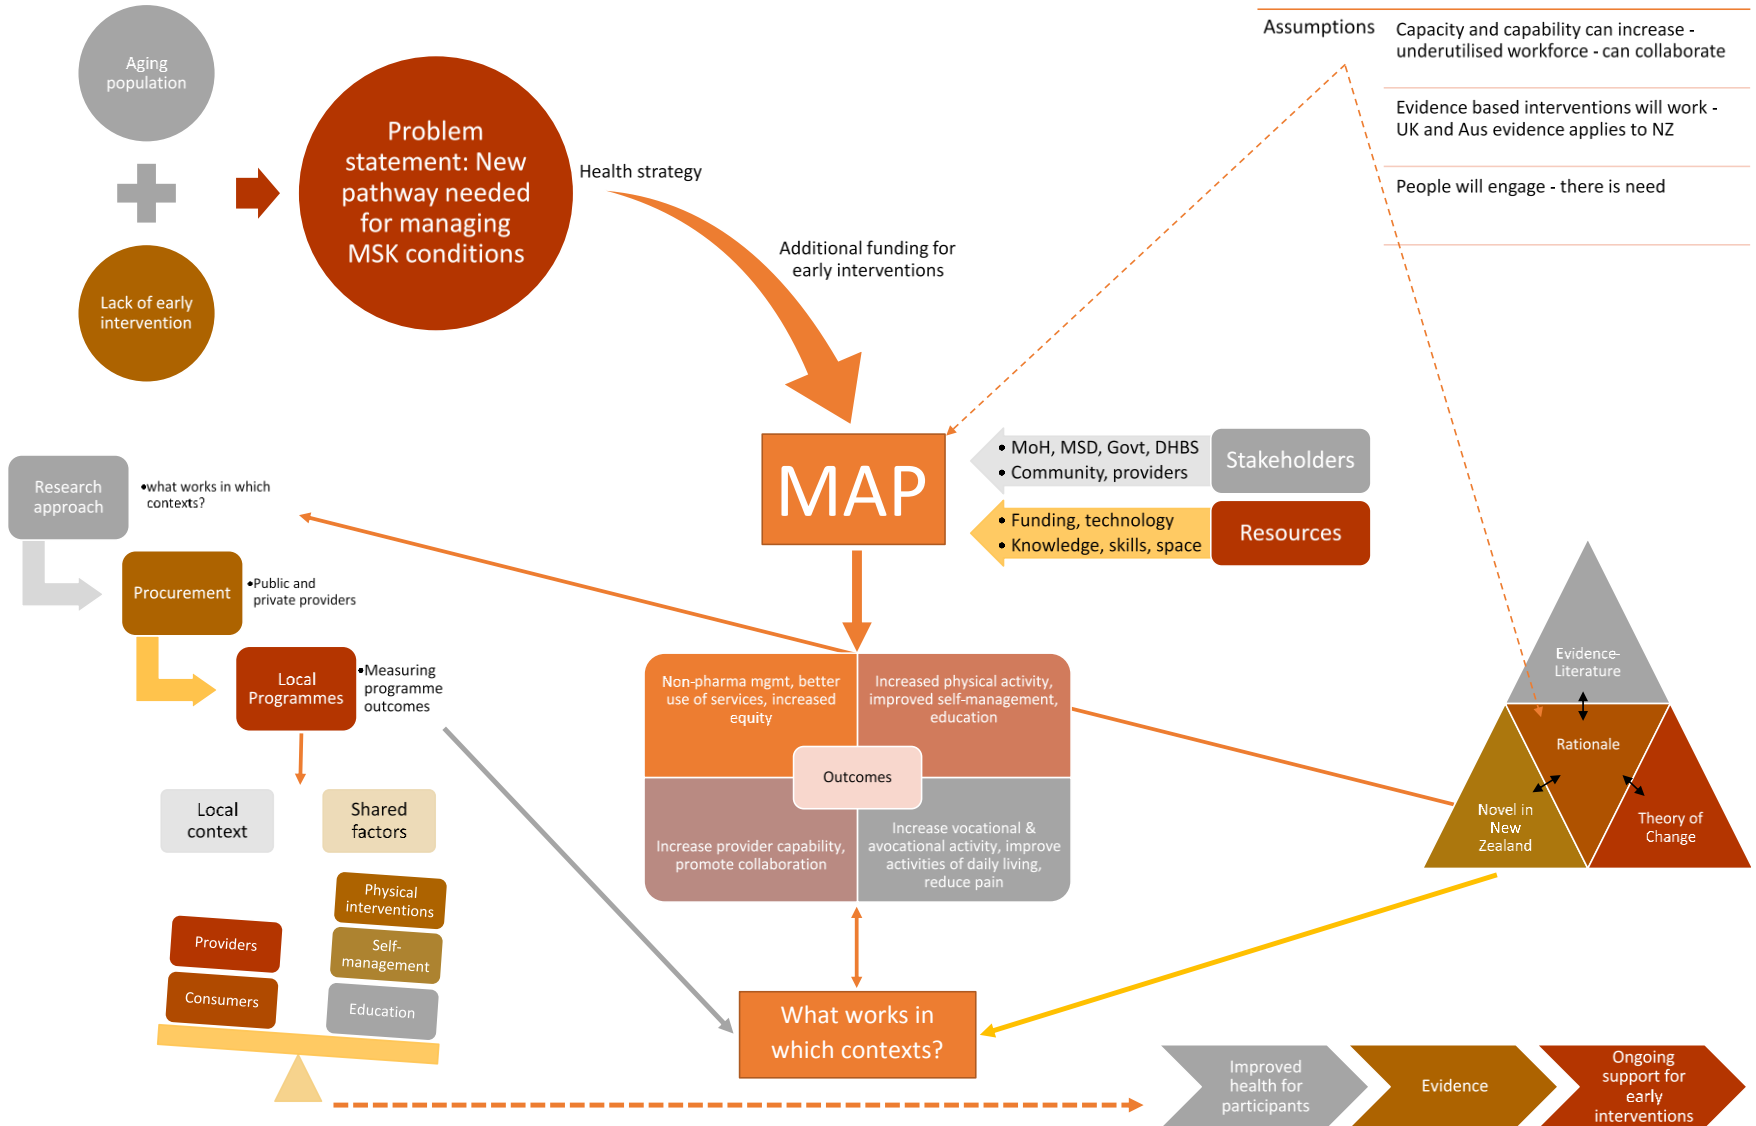 Aging
population
Lack of early
intervention
Problem
statement: New
pathway needed
for managing
MSK conditions
Health strategy
Additional funding for
early interventions
Assumptions
Capacity and capability can increase -
underutilised workforce - can collaborate
Evidence based interventions will work -
UK and Aus evidence applies to NZ
People will engage - there is need
MAP
• MoH, MSD, Govt, DHBS
• Community, providers
Stakeholders
• Funding, technology
• Knowledge, skills, space
Resources
Research
approach
•what works in which
contexts?
Procurement
•Public and
private providers
Local
Programmes
•Measuring
programme
outcomes
Local
context
Shared
factors
Physical
interventions
Self-
management
Education
Providers
Consumers
Non-pharma mgmt, better
use of services, increased
equity
Increased physical activity,
improved self-management,
education
Outcomes
Increase provider capability,
promote collaboration
Increase vocational &
avocational activity, improve
activities of daily living,
reduce pain
What works in
which contexts?
Evidence-
Literature
Rationale
Novel in
New
Zealand
Theory of
Change
Improved
health for
participants
Evidence
Ongoing
support for
early
interventions